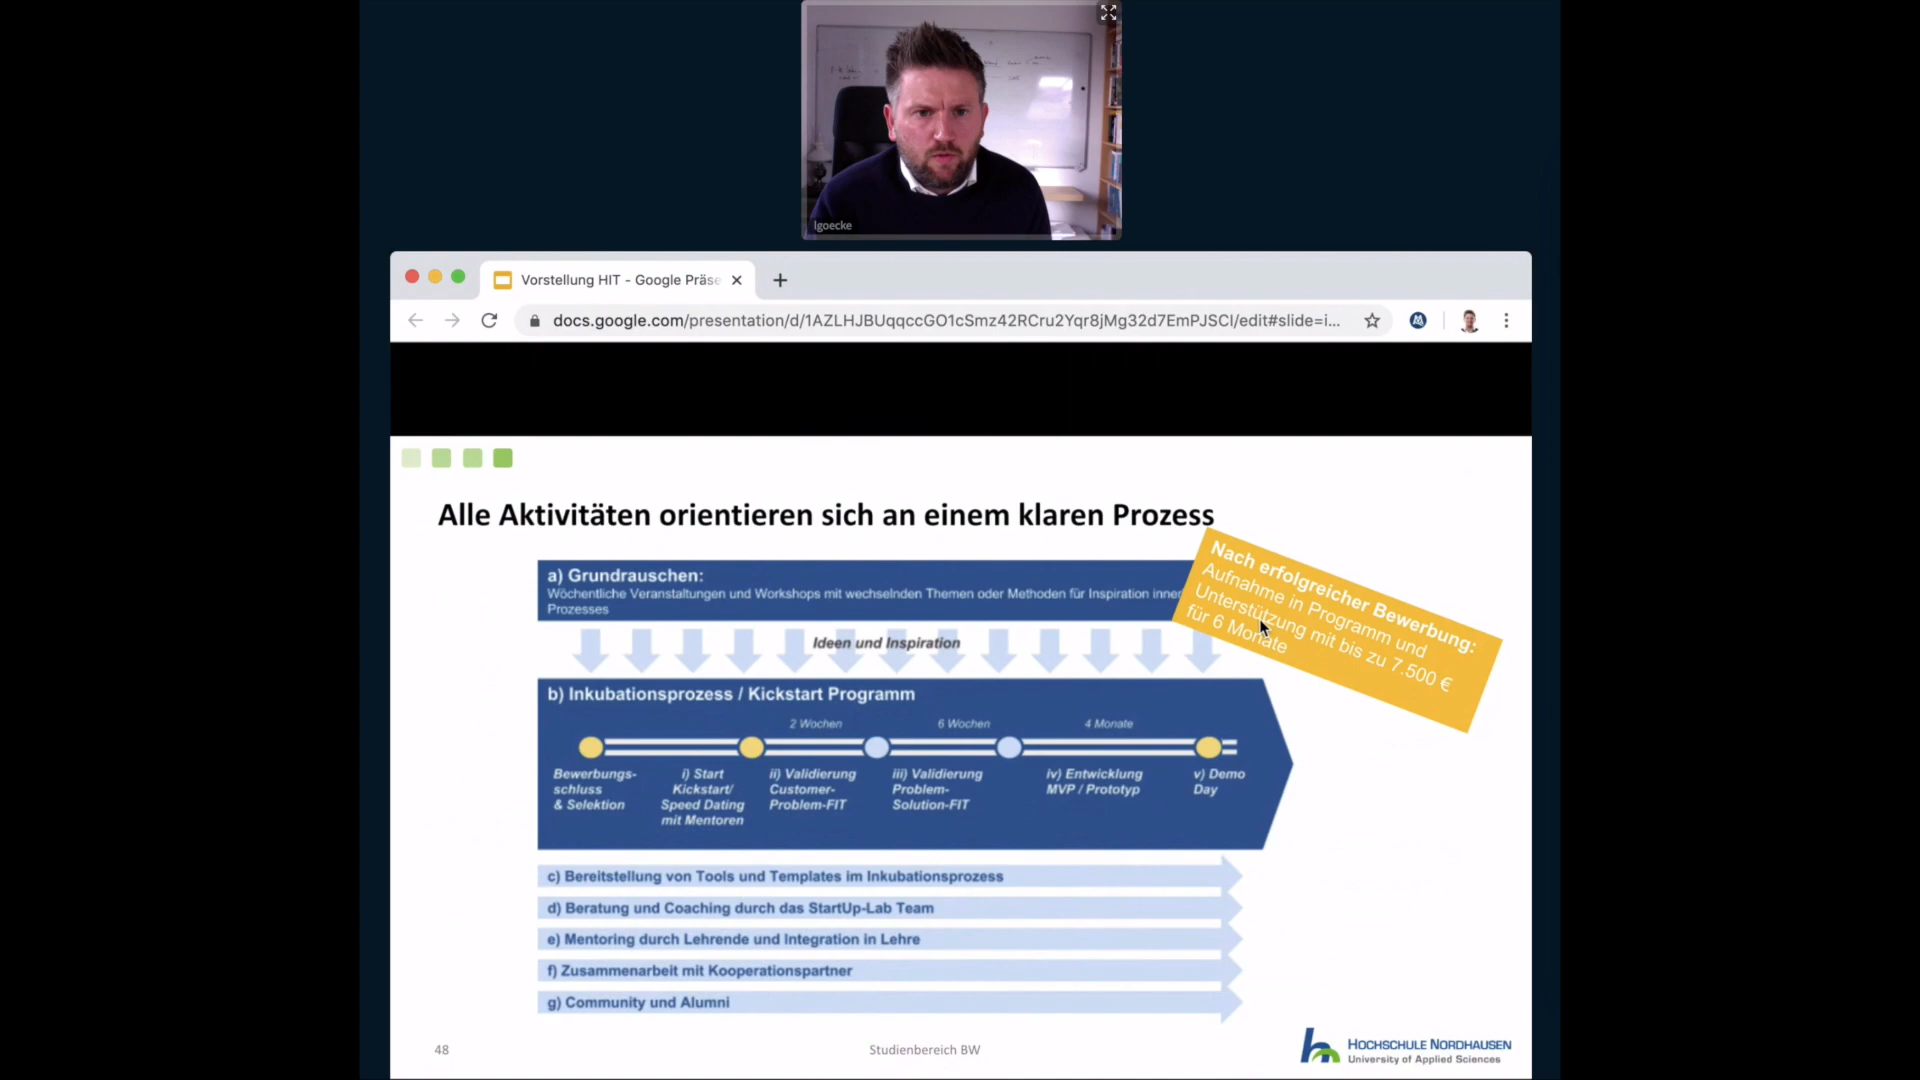 lgoecke
Vorstellung HIT - Google Präse
docs.google.com/presentation/d/1AZLHJBUqqccGO1cSmz42RCru2Yqr8jMg32d7EmPJSCI/edit#slide=i...
Alle Aktivitäten orientieren sich an einem klaren Prozess
a) Grundrauschen:
Wöchentliche Veranstaltungen und Workshops mit wechselnden Themen oder Methoden für Inspiration inner
Prozesses
Nach erfolgreicher Bewerbung:
Aufnahme in Programm und
Unterstützung mit bis zu 7.500 €
für 6 Monate
Ideen und Inspiration
b) Inkubationsprozess / Kickstart Programm
2 Wochen
6 Wochen
4 Monate
Bewerbungs-
schluss
& Selektion
i) Start
Kickstart/
Speed Dating
mit Mentoren
ii) Validierung
Customer-
Problem-FIT
iii) Validierung
Problem-
Solution-FIT
iv) Entwicklung
MVP / Prototyp
v) Demo
Day
c) Bereitstellung von Tools und Templates im Inkubationsprozess
d) Beratung und Coaching durch das StartUp-Lab Team
e) Mentoring durch Lehrende und Integration in Lehre
f) Zusammenarbeit mit Kooperationspartner
g) Community und Alumni
48
Studienbereich BW
HOCHSCHULE NORDHAUSEN
University of Applied Sciences